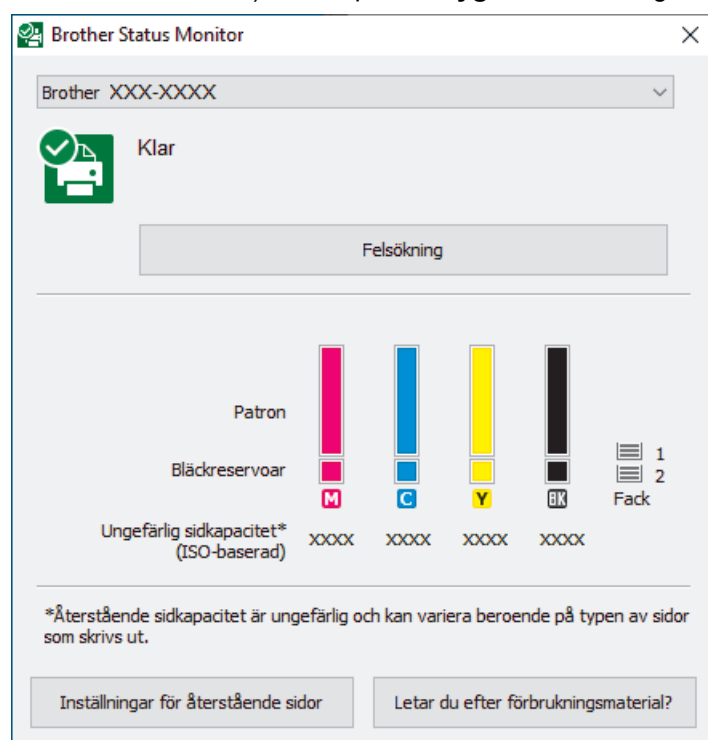 Brother Status Monitor
Brother XXX-XXXX
Klar
Felsökning
Patron
Bläckreservoar
1
2
M C Y BK Fack
Ungefärlig sidkapacitet*
(ISO-baserad)
XXXX XXXX XXXX XXXX
*Återstående sidkapacitet är ungefärlig och kan variera beroende på typen av sidor
som skrivs ut.
Inställningar för återstående sidor Letar du efter förbrukningsmaterial?